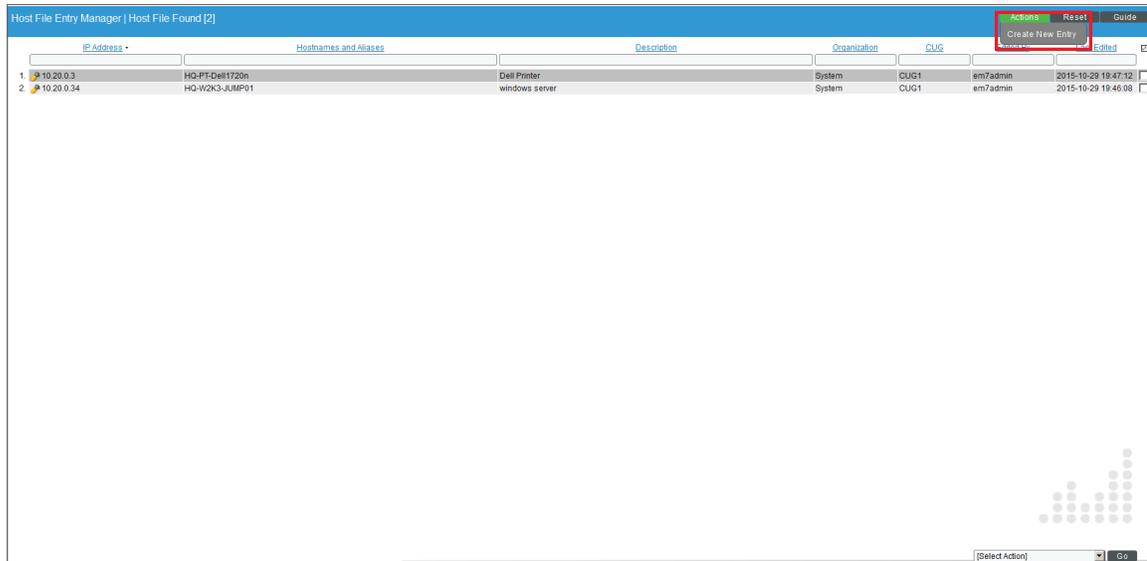 Host File Entry Manager | Host File Found [2]
Actions Reset Guide
Create New Entry
IP Address Hostnames and Aliases Description Organization CUG Edited By Edited
1. 10.20.0.3 HQ-PT-Dell1720n Dell Printer System CUG1 em7admin 2015-10-29 19:47:12
2. 10.20.0.34 HQ-W2K3-JUMP01 windows server System CUG1 em7admin 2015-10-29 19:46:08
[Select Action] Go